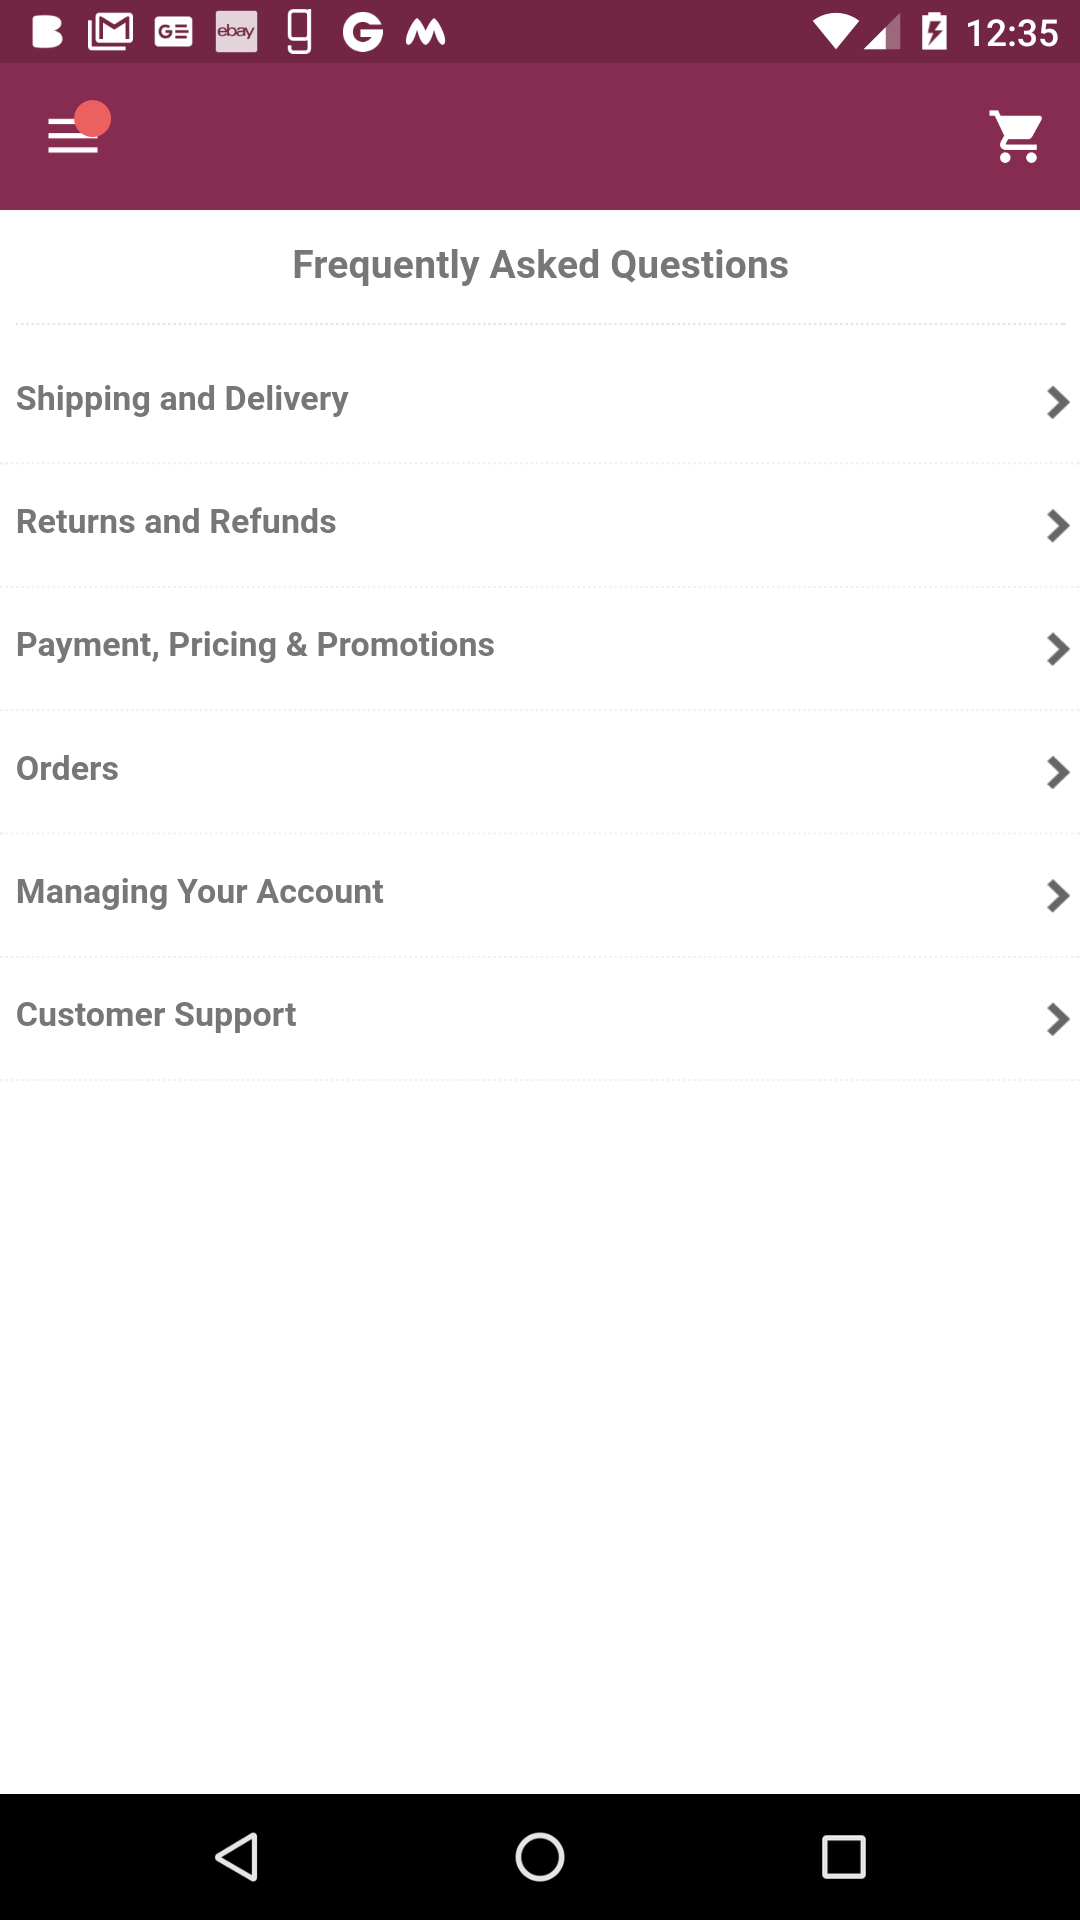 ebay
12:35
Frequently Asked Questions
Shipping and Delivery
Returns and Refunds
Payment, Pricing & Promotions
Orders
Managing Your Account
Customer Support